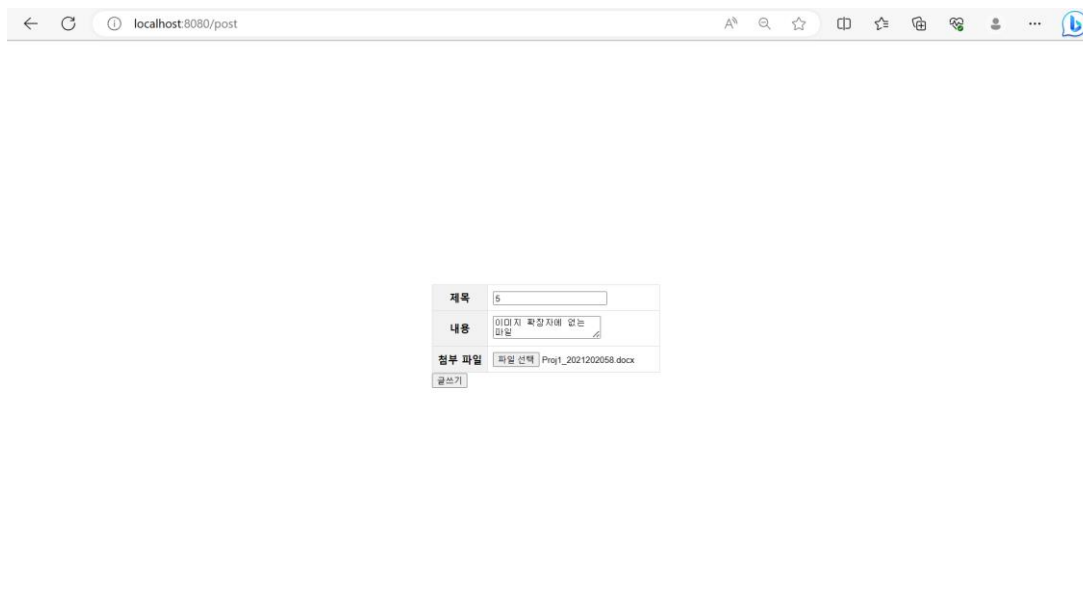 localhost:8080/post
제목 5
내용 이미지 확장자에 없는
파일
첨부 파일 파일 선택 Proj1_2021202058.docx
글쓰기